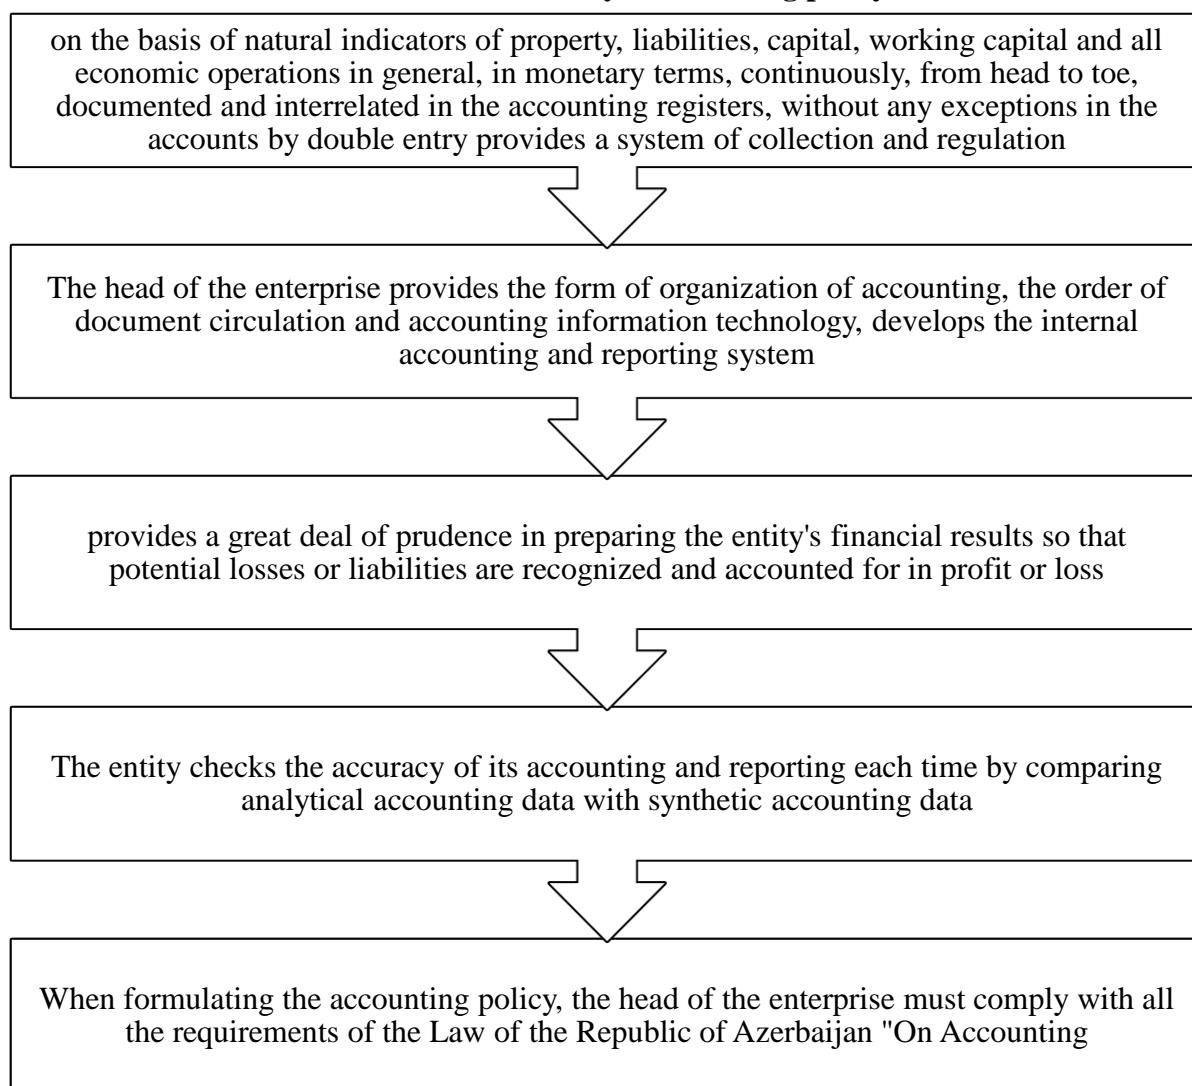 on the basis of natural indicators of property, liabilities, capital, working capital and all
economic operations in general, in monetary terms, continuously, from head to toe,
documented and interrelated in the accounting registers, without any exceptions in the
accounts by double entry provides a system of collection and regulation
The head of the enterprise provides the form of organization of accounting, the order of
document circulation and accounting information technology, develops the internal
accounting and reporting system
provides a great deal of prudence in preparing the entity's financial results so that
potential losses or liabilities are recognized and accounted for in profit or loss
The entity checks the accuracy of its accounting and reporting each time by comparing
analytical accounting data with synthetic accounting data
When formulating the accounting policy, the head of the enterprise must comply with all
the requirements of the Law of the Republic of Azerbaijan "On Accounting